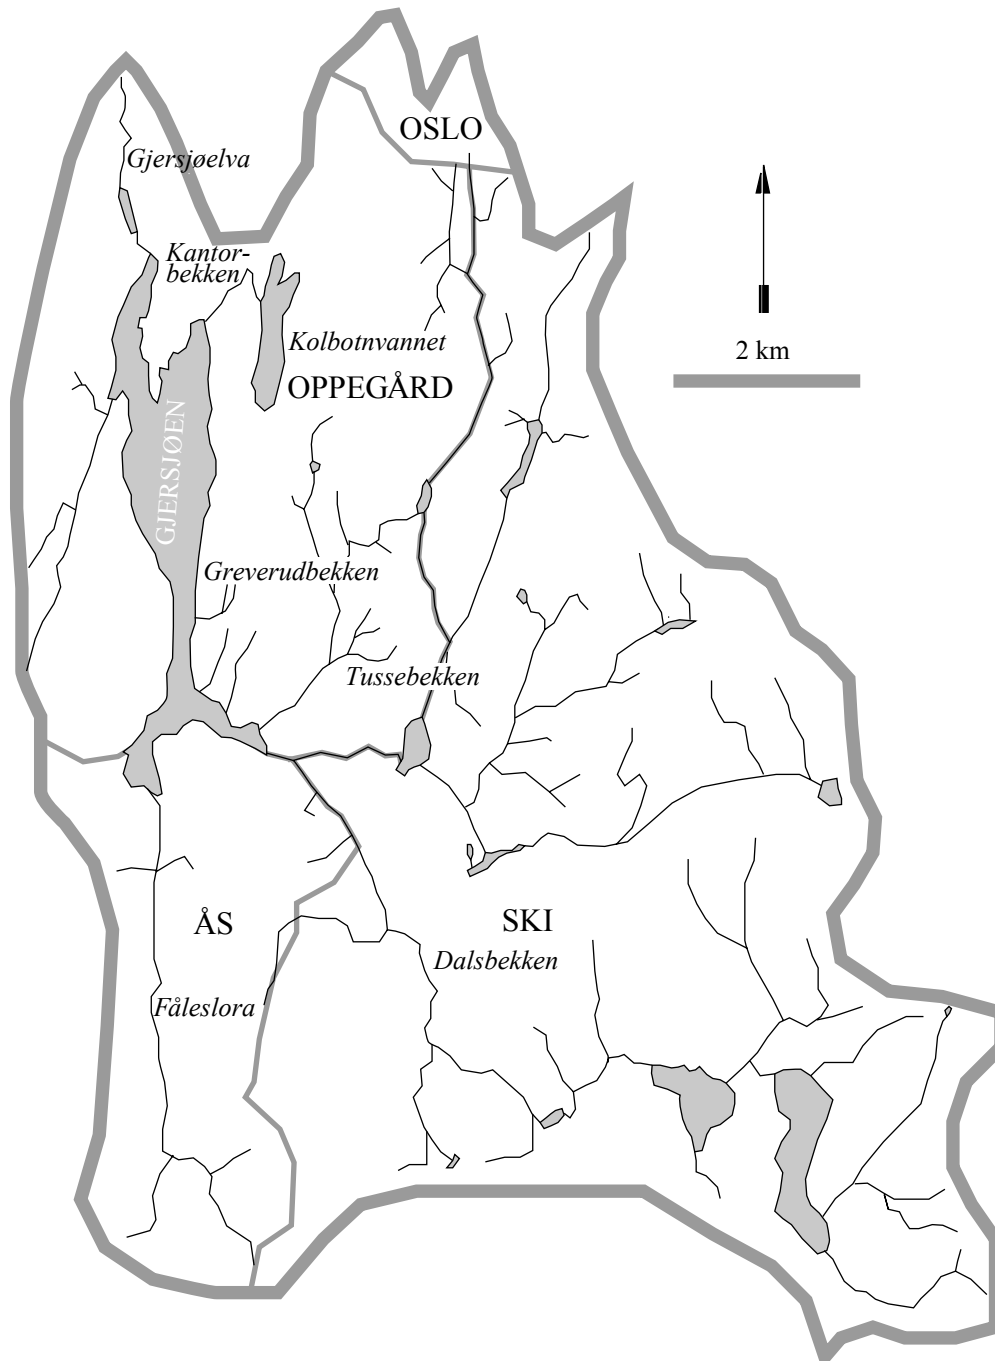 OSLO
Gjersjøelva
Kantor-
bekken
2 km
Kolbotnvannet
OPPEGÅRD
GJERSJØEN
Greverudbekken
Tussebekken
ÅS
SKI
Dalsbekken
Fåleslora